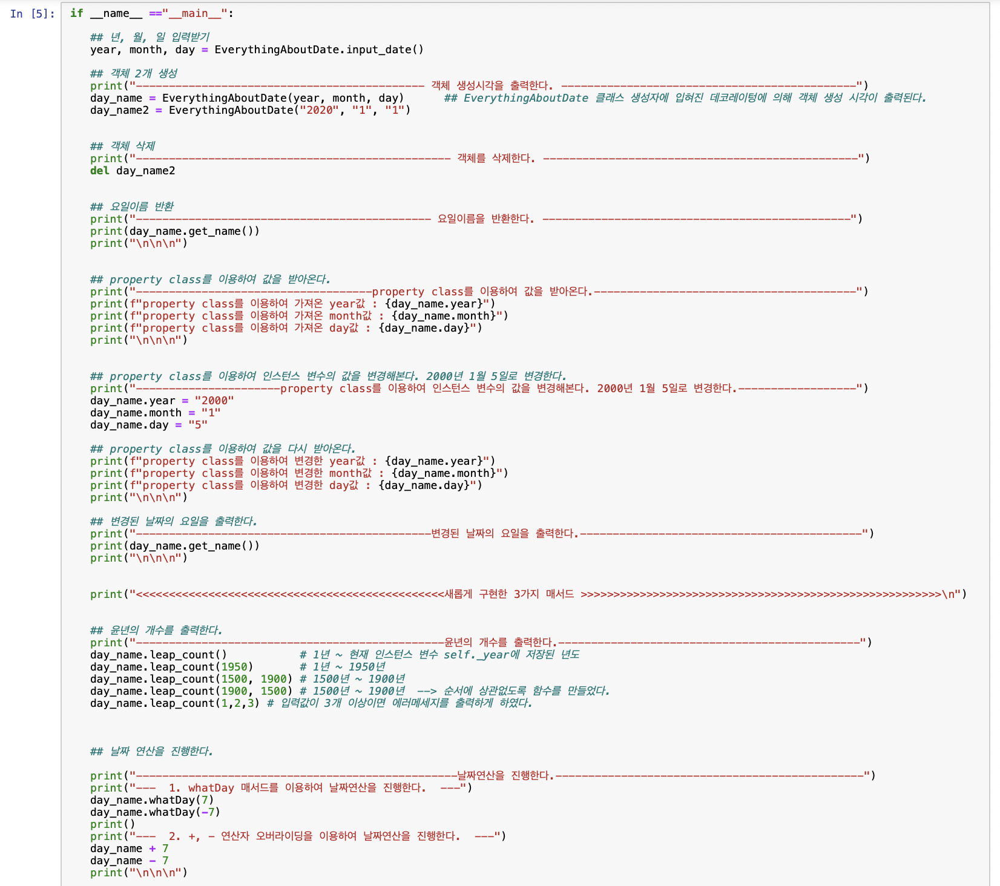 In [5]: if __name__ =="__main__":
## 년, 월, 일 입력받기
year, month, day = EverythingAboutDate.input_date()
## 객체 2개 생성
print("-------------------------------------------- 객체 생성시각을 출력한다. ---------------------------------------------")
day_name = EverythingAboutDate(year, month, day)      ## EverythingAboutDate 클래스 생성자에 입혀진 데코레이팅에 의해 객체 생성 시각이 출력된다.
day_name2 = EverythingAboutDate("2020", "1", "1")
## 객체 삭제
print("------------------------------------------------ 객체를 삭제한다. ------------------------------------------------")
del day_name2
## 요일이름 반환
print("--------------------------------------------- 요일이름을 반환한다. -----------------------------------------------")
print(day_name.get_name())
print("\n\n\n")
## property class를 이용하여 값을 받아온다.
print("------------------------------------property class를 이용하여 값을 받아온다.----------------------------------------")
print(f"property class를 이용하여 가져온 year값 : {day_name.year}")
print(f"property class를 이용하여 가져온 month값 : {day_name.month}")
print(f"property class를 이용하여 가져온 day값 : {day_name.day}")
print("\n\n\n")
## property class를 이용하여 인스턴스 변수의 값을 변경해본다. 2000년 1월 5일로 변경한다.
print("----------------------property class를 이용하여 인스턴스 변수의 값을 변경해본다. 2000년 1월 5일로 변경한다.------------------")
day_name.year = "2000"
day_name.month = "1"
day_name.day = "5"
## property class를 이용하여 값을 다시 받아온다.
print(f"property class를 이용하여 변경한 year값 : {day_name.year}")
print(f"property class를 이용하여 변경한 month값 : {day_name.month}")
print(f"property class를 이용하여 변경한 day값 : {day_name.day}")
print("\n\n\n")
## 변경된 날짜의 요일을 출력한다.
print("---------------------------------------------변경된 날짜의 요일을 출력한다.-------------------------------------------")
print(day_name.get_name())
print("\n\n\n")
print("<<<<<<<<<<<<<<<<<<<<<<<<<<<<<<<<<<<<<<<<<<<<<<<새롭게 구현한 3가지 매서드 >>>>>>>>>>>>>>>>>>>>>>>>>>>>>>>>>>>>>>>>>>>>>>>>>>>>>>>\n")
## 윤년의 개수를 출력한다.
print("-----------------------------------------------윤년의 개수를 출력한다.----------------------------------------------")
day_name.leap_count()           # 1년 ~ 현재 인스턴스 변수 self._year에 저장된 년도
day_name.leap_count(1950)       # 1년 ~ 1950년
day_name.leap_count(1500, 1900) # 1500년 ~ 1900년
day_name.leap_count(1900, 1500) # 1500년 ~ 1900년  --> 순서에 상관없도록 함수를 만들었다.
day_name.leap_count(1,2,3) # 입력값이 3개 이상이면 에러메세지를 출력하게 하였다.
## 날짜 연산을 진행한다.
print("-------------------------------------------------날짜연산을 진행한다.-----------------------------------------------")
print("---  1. whatDay 매서드를 이용하여 날짜연산을 진행한다.  ---")
day_name.whatDay(7)
day_name.whatDay(-7)
print()
print("---  2. +, - 연산자 오버라이딩을 이용하여 날짜연산을 진행한다.  ---")
day_name + 7
day_name - 7
print("\n\n\n")